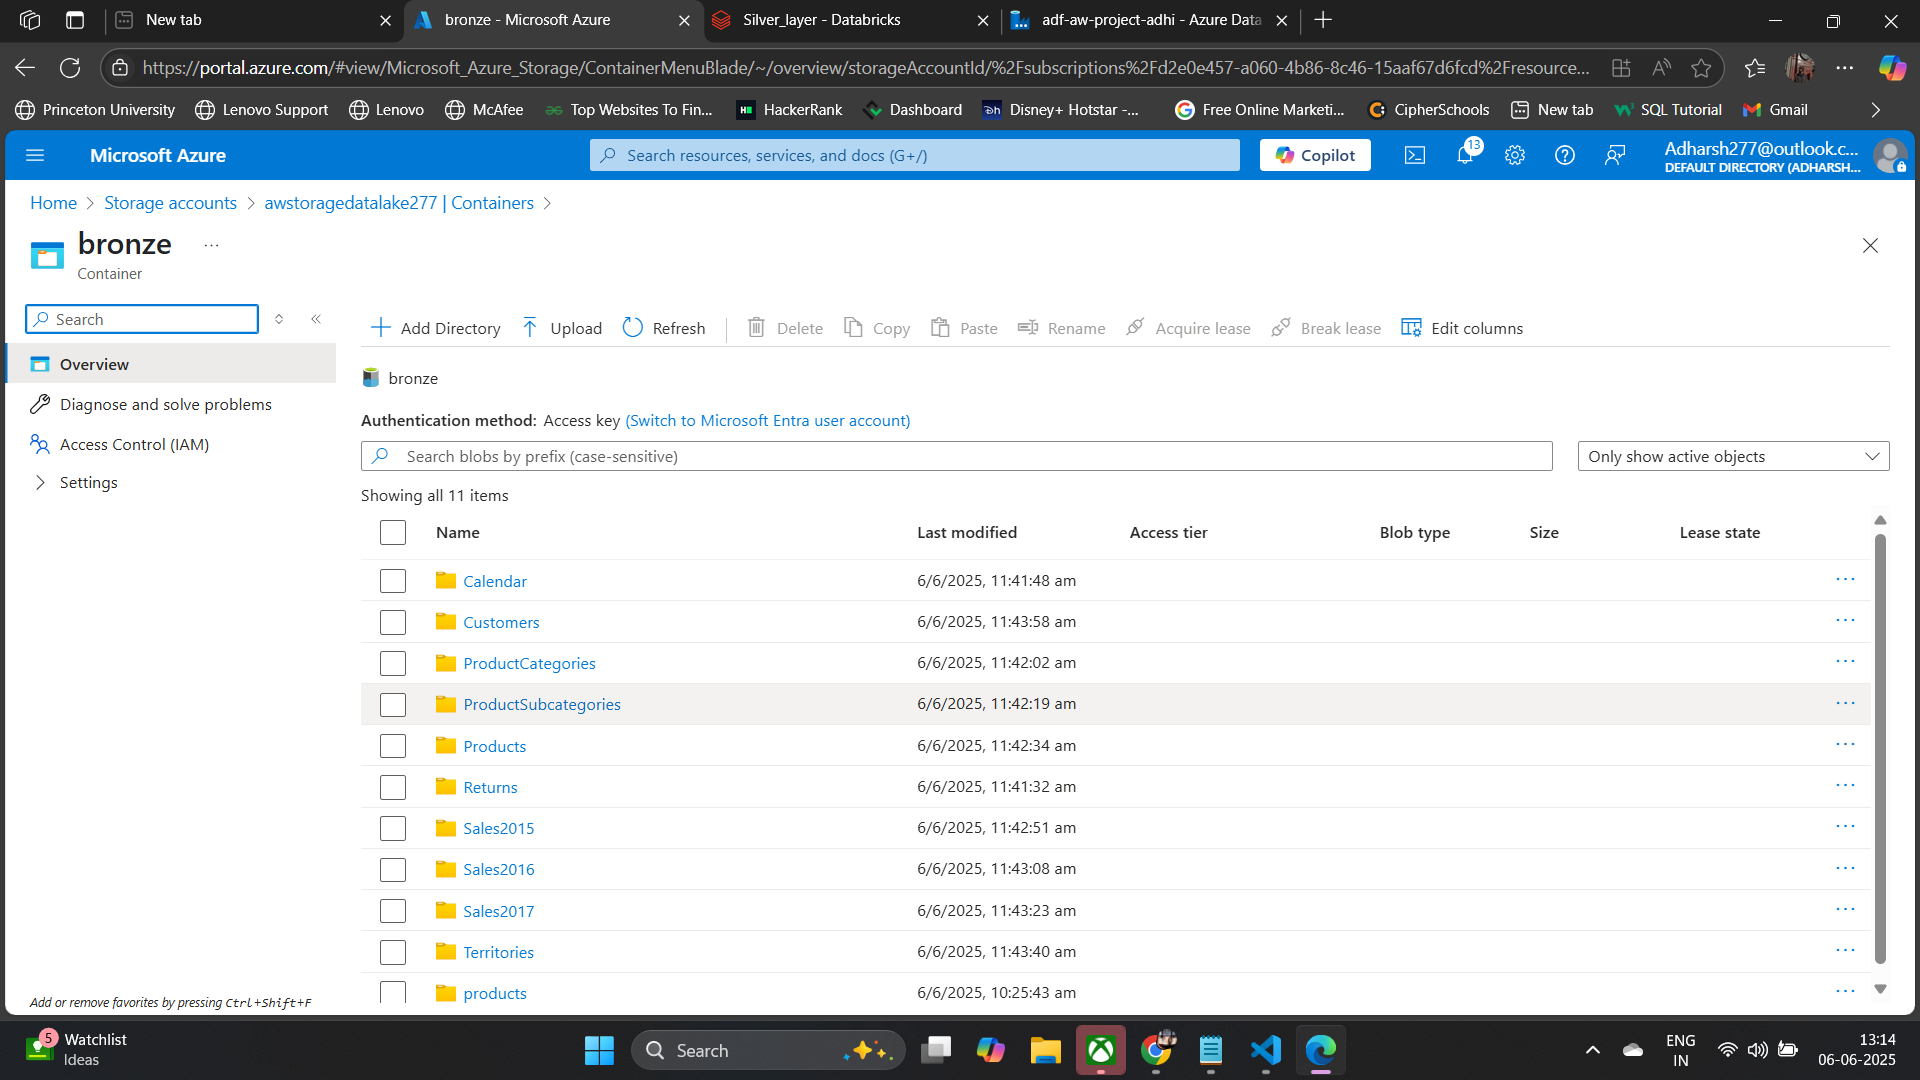 New tab
bronze - Microsoft Azure
Silver_layer - Databricks
adf-aw-project-adhi - Azure Data
https://portal.azure.com/#view/Microsoft_Azure_Storage/ContainerMenuBlade/~/overview/storageAccountId/%2Fsubscriptions%2Fd2e0e457-a060-4b86-8c46-15aaf67d6fcd%2Fresource...
Princeton University
Lenovo Support
Lenovo
McAfee
Top Websites To Fin...
HackerRank
Dashboard
Disney+ Hotstar -...
Free Online Marketi...
CipherSchools
New tab
SQL Tutorial
Gmail
Microsoft Azure
Search resources, services, and docs (G+/)
Copilot
13
Adharsh277@outlook.c...
DEFAULT DIRECTORY (ADHARSH...
Home > Storage accounts > awstoragedatalake277 | Containers >
bronze
...
Container
Search
Overview
Diagnose and solve problems
Access Control (IAM)
Settings
Add Directory
Upload
Refresh
Delete
Copy
Paste
Rename
Acquire lease
Break lease
Edit columns
bronze
Authentication method: Access key (Switch to Microsoft Entra user account)
Search blobs by prefix (case-sensitive)
Only show active objects
Showing all 11 items
Name Last modified Access tier Blob type Size Lease state
Calendar 6/6/2025, 11:41:48 am ...
Customers 6/6/2025, 11:43:58 am ...
ProductCategories 6/6/2025, 11:42:02 am ...
ProductSubcategories 6/6/2025, 11:42:19 am ...
Products 6/6/2025, 11:42:34 am ...
Returns 6/6/2025, 11:41:32 am ...
Sales2015 6/6/2025, 11:42:51 am ...
Sales2016 6/6/2025, 11:43:08 am ...
Sales2017 6/6/2025, 11:43:23 am ...
Territories 6/6/2025, 11:43:40 am ...
products 6/6/2025, 10:25:43 am ...
Add or remove favorites by pressing Ctrl+Shift+F
5
Watchlist
Ideas
Search
ENG
IN
13:14
06-06-2025